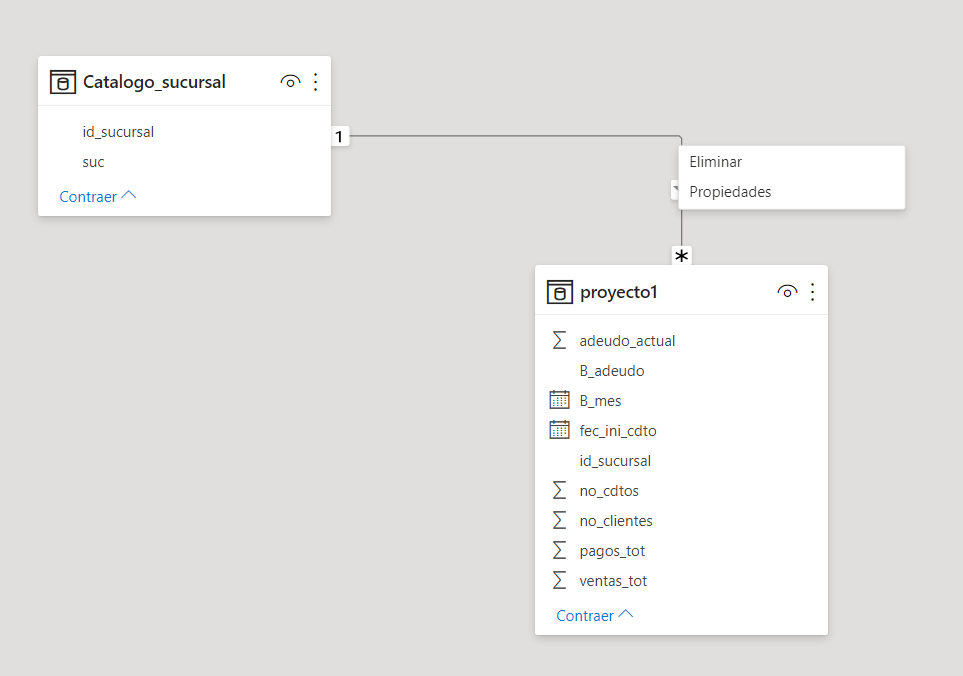 Catalogo_sucursal
id_sucursal
suc
Contraer
1
Eliminar
Propiedades
*
proyecto1
adeudo_actual
B_adeudo
B_mes
fec_ini_cdto
id_sucursal
no_cdtos
no_clientes
pagos_tot
ventas_tot
Contraer